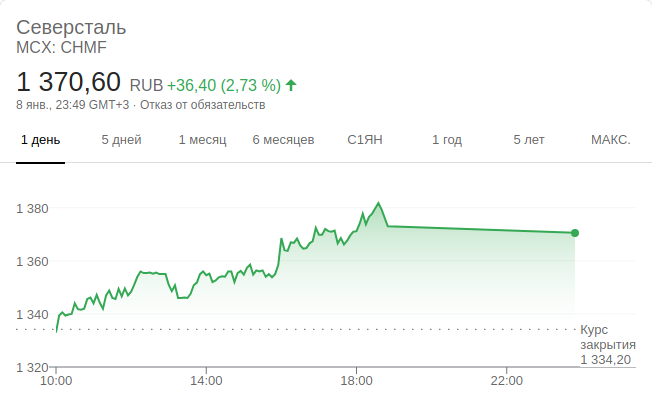 Северсталь
MCX: CHMF
1 370,60 RUB +36,40 (2,73 %)
8 янв., 23:49 GMT+3 · Отказ от обязательств
1 день 5 дней 1 месяц 6 месяцев С1ЯН 1 год 5 лет МАКС.
1 380
1 360
1 340
Курс
закрытия
1 334,20
1 320
10:00 14:00 18:00 22:00